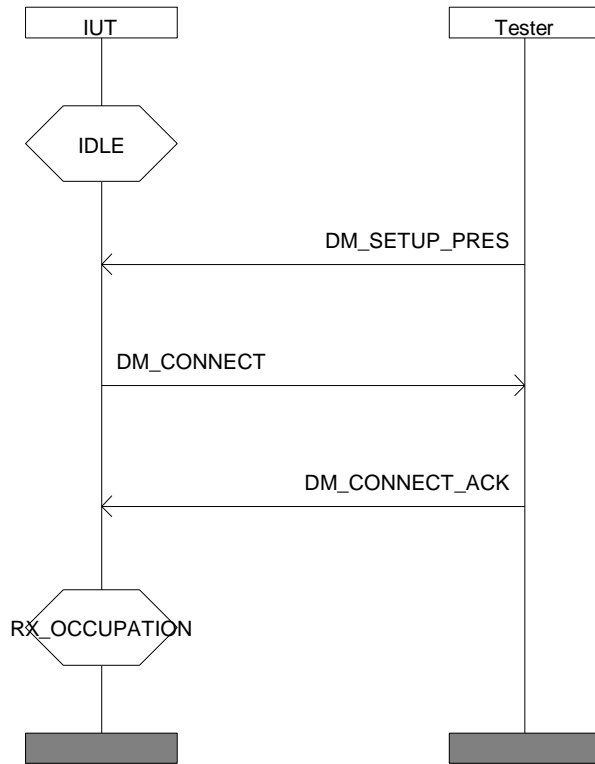 IUT
Tester
IDLE
DM_SETUP_PRES
DM_CONNECT
DM_CONNECT_ACK
RX_OCCUPATION